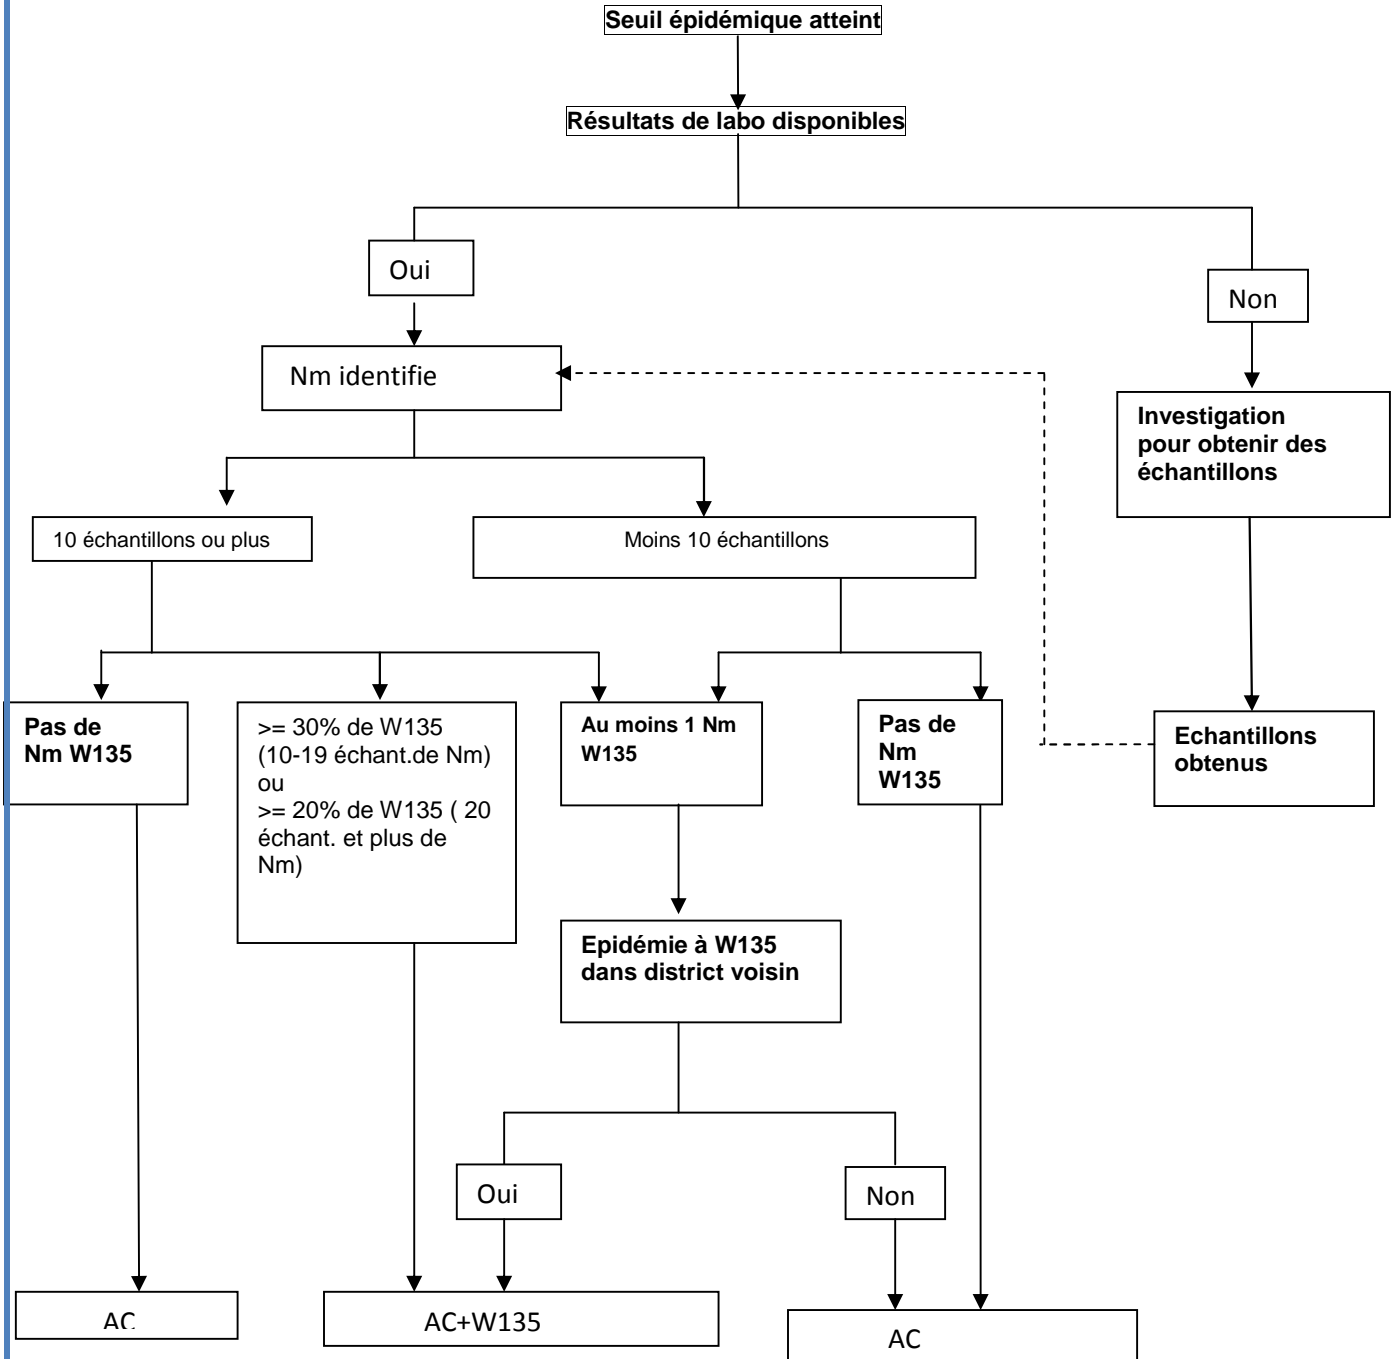 Seuil épidémique atteint
Résultats de labo disponibles
Oui
Non
Nm identifie
Investigation
pour obtenir des
échantillons
10 échantillons ou plus
Moins 10 échantillons
Pas de
Nm W135
>= 30% de W135
(10-19 échant.de Nm)
ou
>= 20% de W135 ( 20
échant. et plus de
Nm)
Au moins 1 Nm
W135
Pas de
Nm
W135
Echantillons
obtenus
Epidémie à W135
dans district voisin
Oui
Non
AC
AC+W135
AC